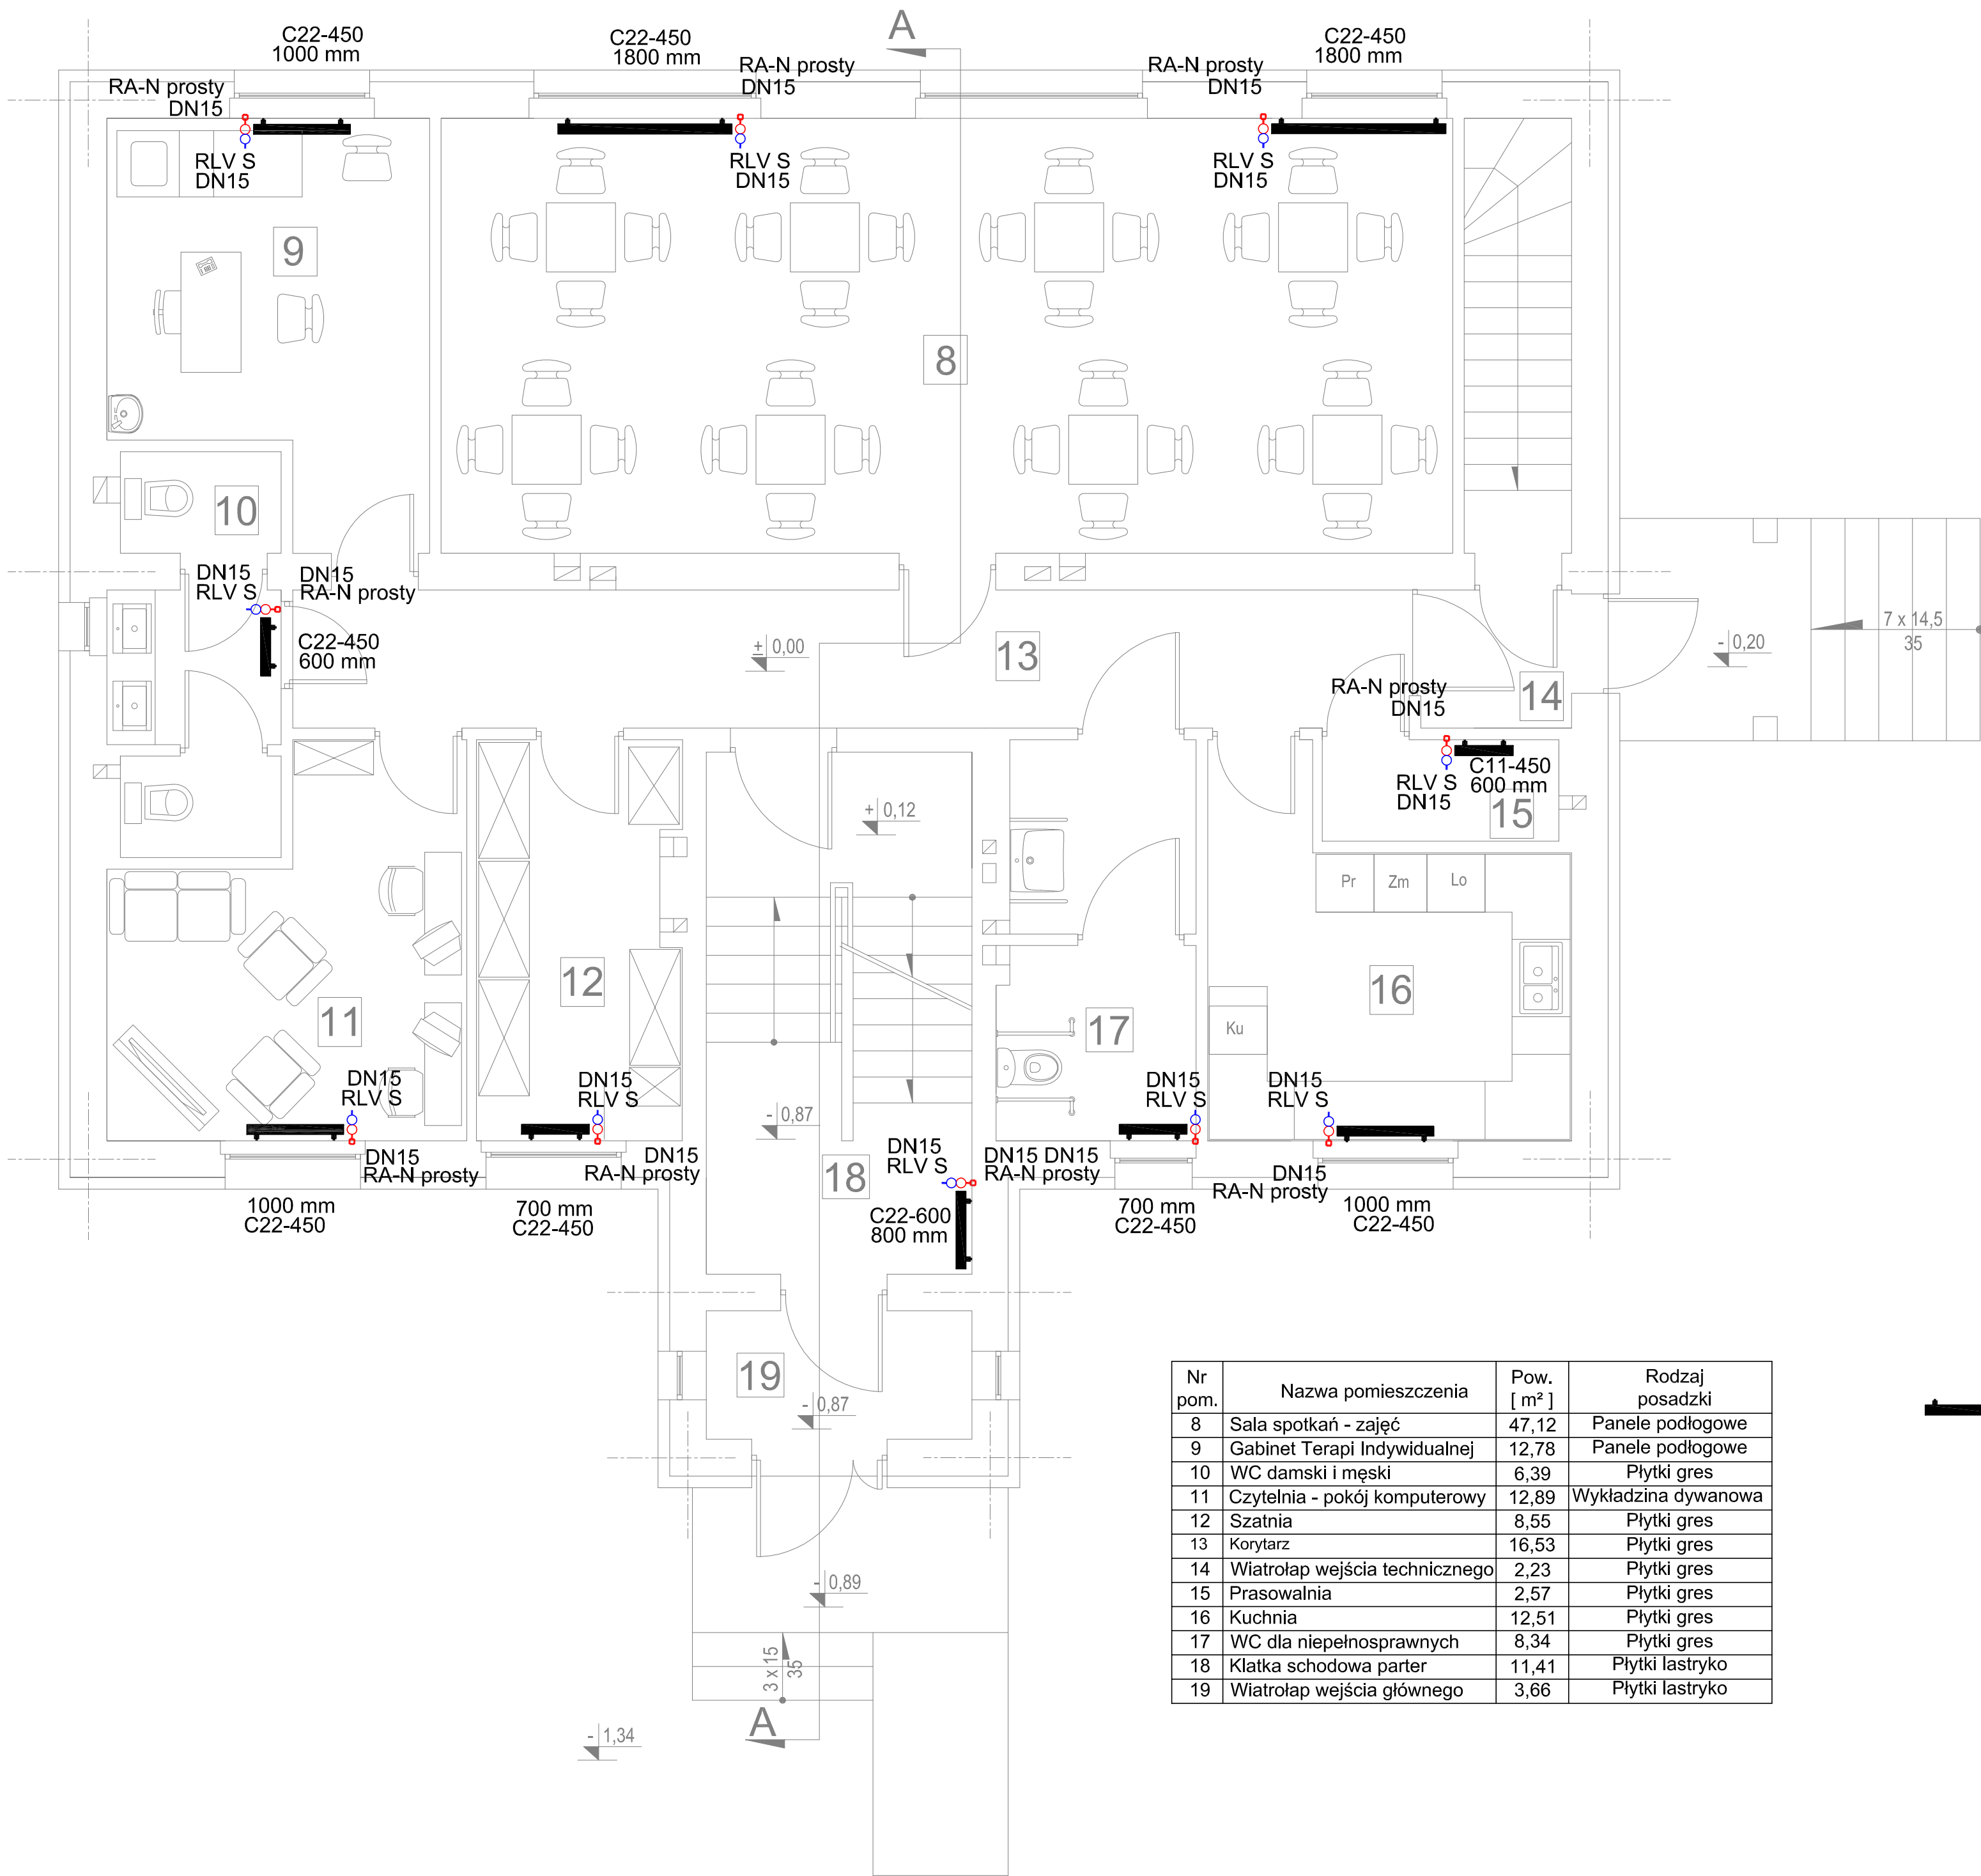 C22-450
1000 mm
C22-450
1800 mm
A
C22-450
1800 mm
RA-N prosty
DN15
RA-N prosty
DN15
RA-N prosty
DN15
RLV S
DN15
RLV S
DN15
RLV S
DN15
9
8
10
DN15
RLV S
DN15
RA-N prosty
C22-450
600 mm
± 0,00
13
- 0,20
7 x 14,5
35
RA-N prosty
DN15
14
C11-450
600 mm
RLV S
DN15
15
+ 0,12
Pr
Zm
Lo
12
11
16
17
Ku
DN15
RLV S
DN15
RLV S
DN15
RLV S
DN15
RLV S
- 0,87
DN15
RA-N prosty
DN15
RA-N prosty
18
DN15
RLV S
DN15 DN15
RA-N prosty
DN15
RA-N prosty
1000 mm
C22-450
700 mm
C22-450
C22-600
800 mm
700 mm
C22-450
1000 mm
C22-450
19
- 0,87
- 0,89
3 x 15
35
A
- 1,34
Nr pom. Nazwa pomieszczenia Pow. [ m² ] Rodzaj posadzki
8 Sala spotkań - zajęć 47,12 Panele podłogowe
9 Gabinet Terapi Indywidualnej 12,78 Panele podłogowe
10 WC damski i męski 6,39 Płytki gres
11 Czytelnia - pokój komputerowy 12,89 Wykładzina dywanowa
12 Szatnia 8,55 Płytki gres
13 Korytarz 16,53 Płytki gres
14 Wiatrołap wejścia technicznego 2,23 Płytki gres
15 Prasowalnia 2,57 Płytki gres
16 Kuchnia 12,51 Płytki gres
17 WC dla niepełnosprawnych 8,34 Płytki gres
18 Klatka schodowa parter 11,41 Płytki lastryko
19 Wiatrołap wejścia głównego 3,66 Płytki lastryko